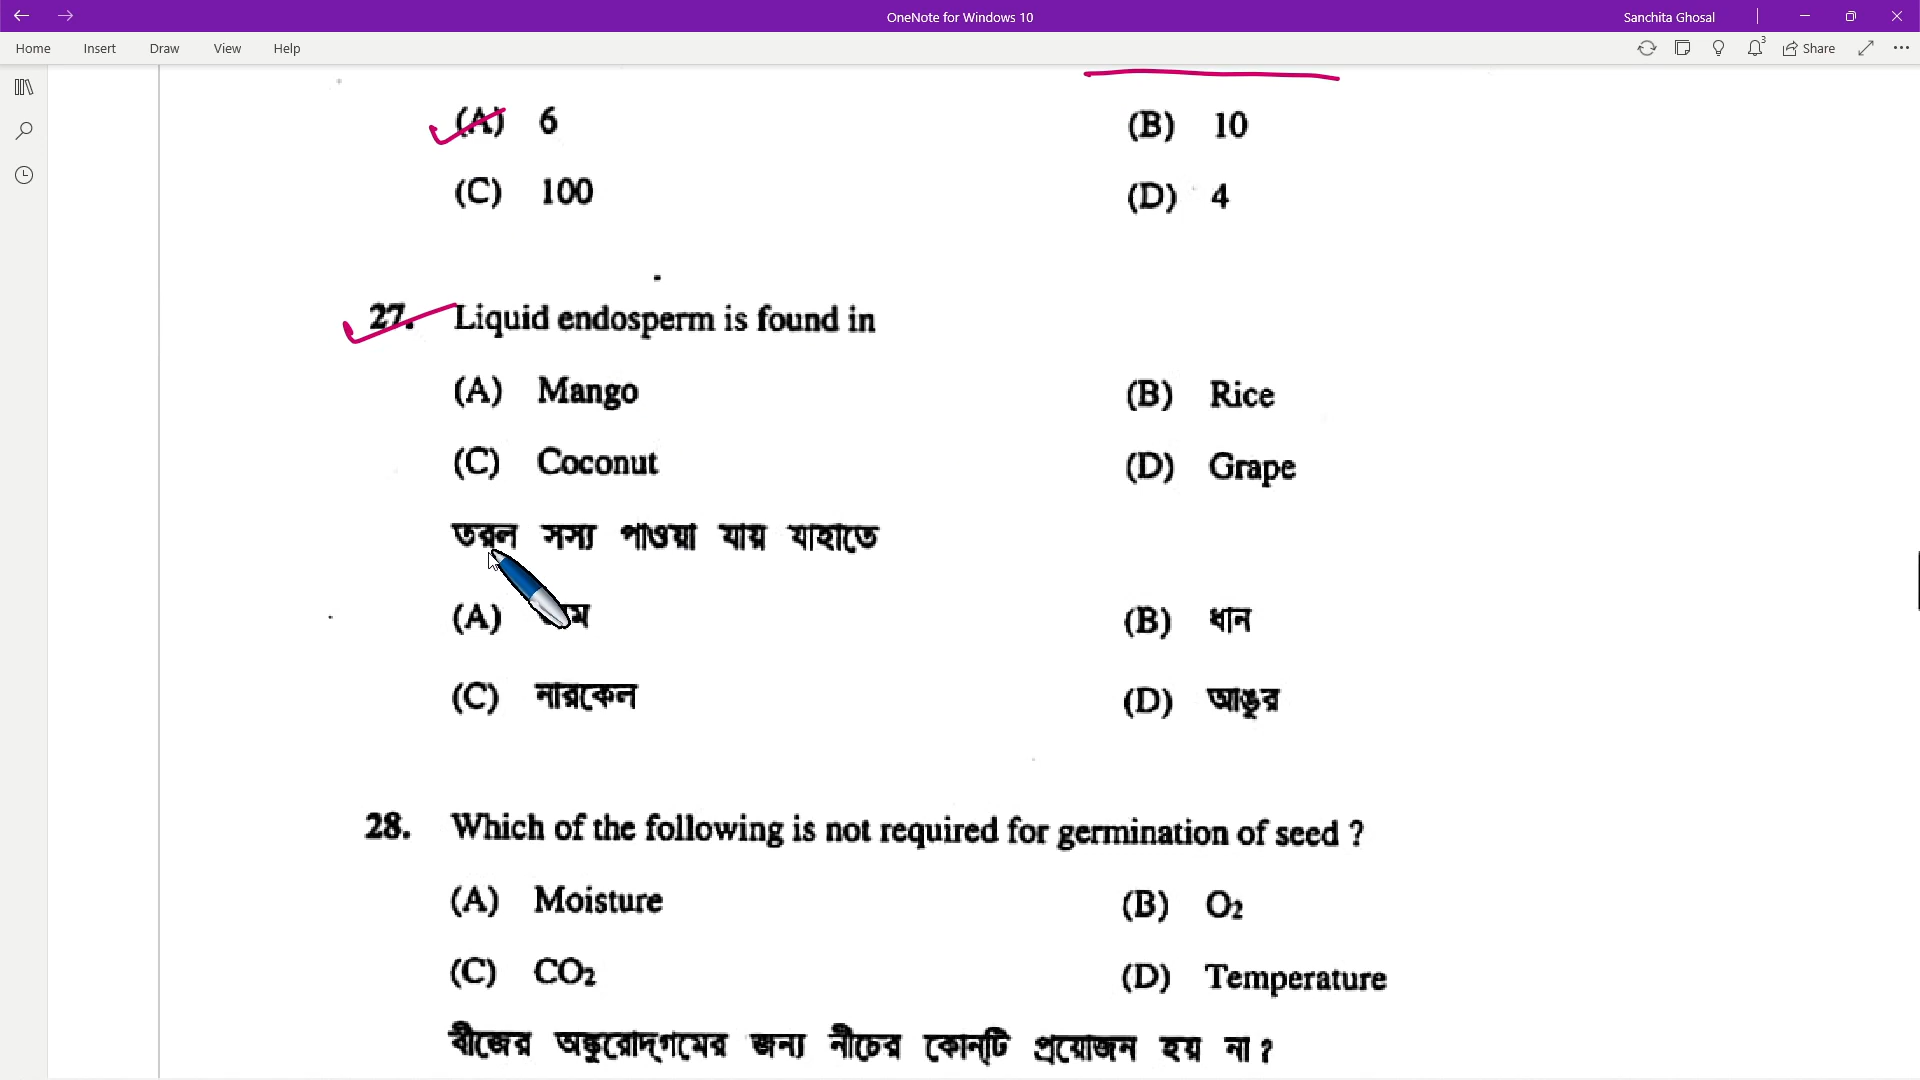 OneNote for Windows 10
Sanchita Ghosal
Home Insert Draw View Help
3 Share
(A) 6 (B) 10
(C) 100 (D) 4
27. Liquid endosperm is found in
(A) Mango (B) Rice
(C) Coconut (D) Grape
তরল সস্য পাওয়া যায় যাহাতে
(A) (B) ধান
(C) নারকেল (D) আঙুর
28. Which of the following is not required for germination of seed ?
(A) Moisture (B) O₂
(C) CO₂ (D) Temperature
বীজের অঙ্কুরোদ্‌গমের জন্য নীচের কোন্‌টি প্রয়োজন হয় না ?